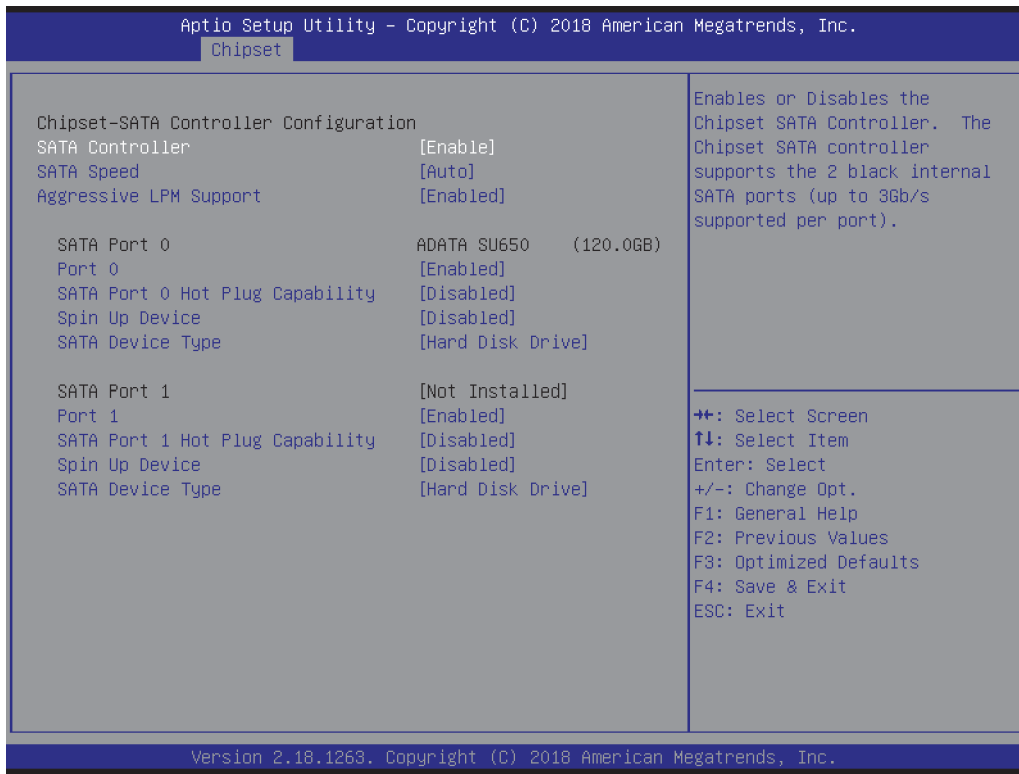 Aptio Setup Utility – Copyright (C) 2018 American Megatrends, Inc.
Chipset
Chipset-SATA Controller Configuration
SATA Controller [Enable]
SATA Speed [Auto]
Aggressive LPM Support [Enabled]
SATA Port 0 ADATA SU650 (120.0GB)
Port 0 [Enabled]
SATA Port 0 Hot Plug Capability [Disabled]
Spin Up Device [Disabled]
SATA Device Type [Hard Disk Drive]
SATA Port 1 [Not Installed]
Port 1 [Enabled]
SATA Port 1 Hot Plug Capability [Disabled]
Spin Up Device [Disabled]
SATA Device Type [Hard Disk Drive]
Enables or Disables the
Chipset SATA Controller. The
Chipset SATA controller
supports the 2 black internal
SATA ports (up to 3Gb/s
supported per port).
→←: Select Screen
↑↓: Select Item
Enter: Select
+/-: Change Opt.
F1: General Help
F2: Previous Values
F3: Optimized Defaults
F4: Save & Exit
ESC: Exit
Version 2.18.1263. Copyright (C) 2018 American Megatrends, Inc.